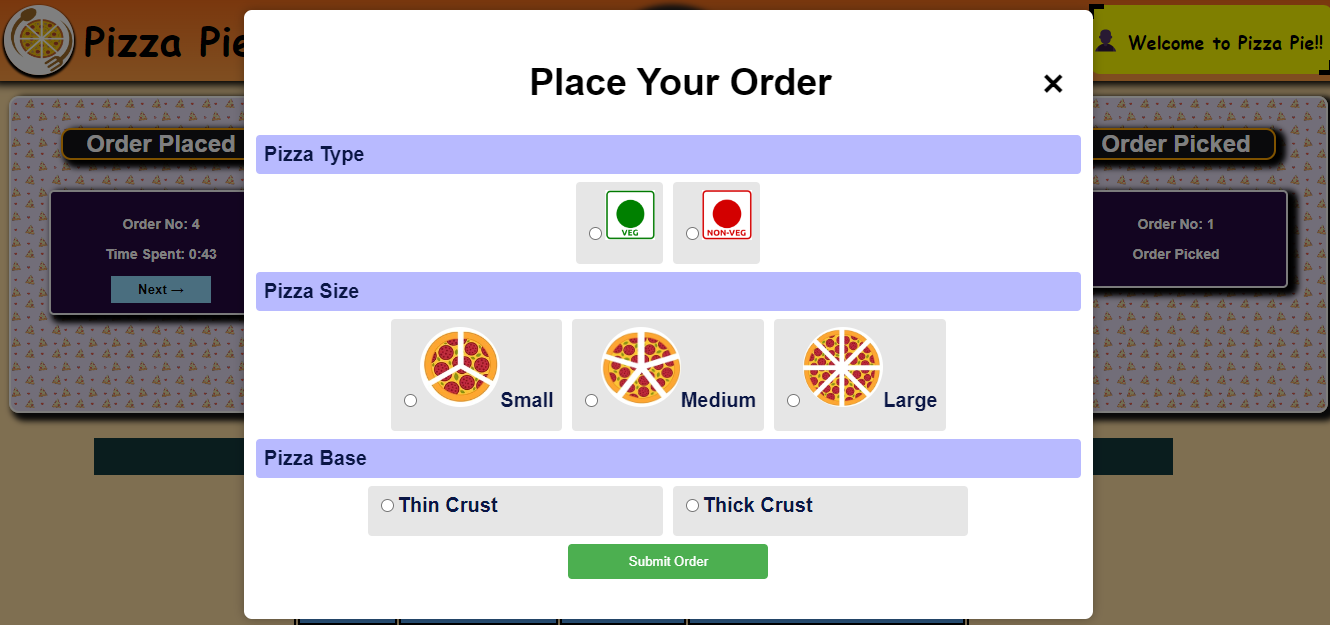 Pizza Pie
Welcome to Pizza Pie!!
Place Your Order
×
Order Placed
Order No: 4
Time Spent: 0:43
Next →
Order Picked
Order No: 1
Order Picked
Pizza Type
VEG
NON-VEG
Pizza Size
Small
Medium
Large
Pizza Base
Thin Crust
Thick Crust
Submit Order